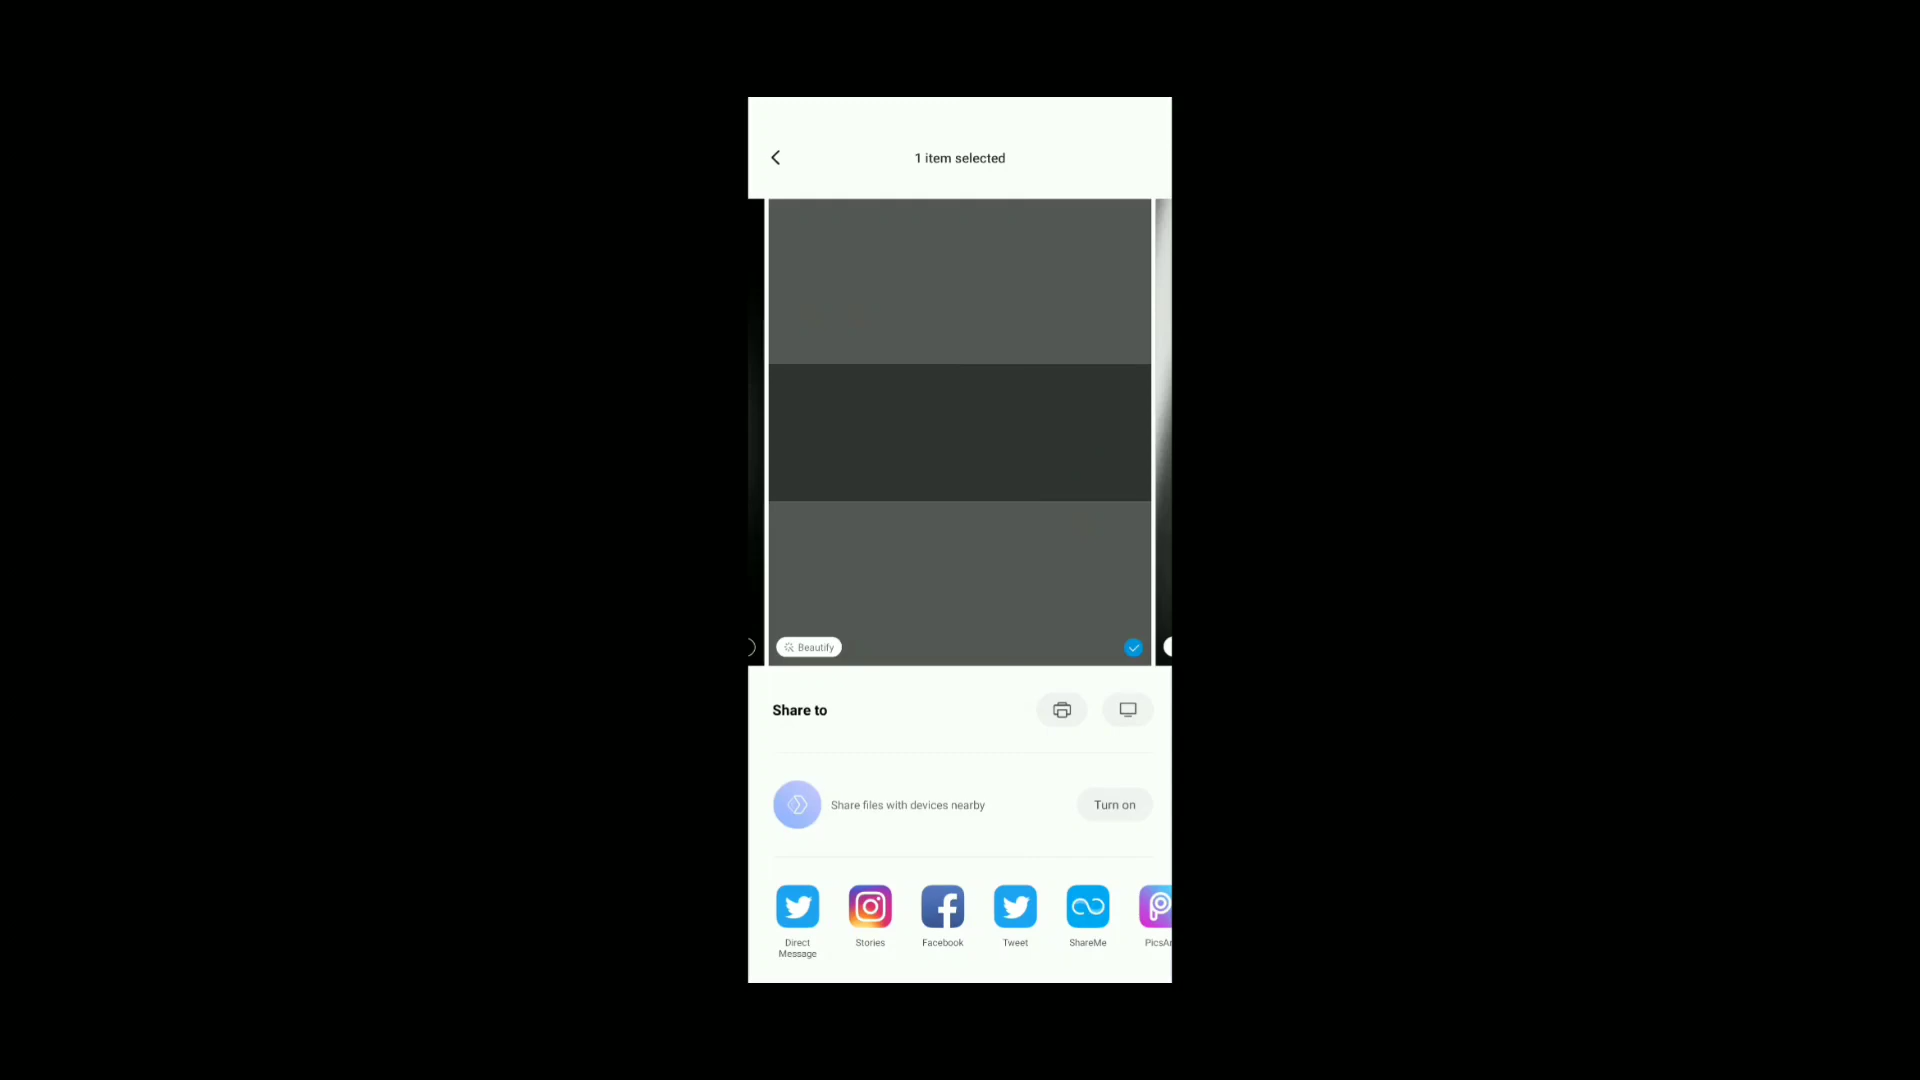 1 item selected
Beautify
Share to
Share files with devices nearby
Turn on
Direct
Message
Stories
Facebook
Tweet
ShareMe
PicsAr